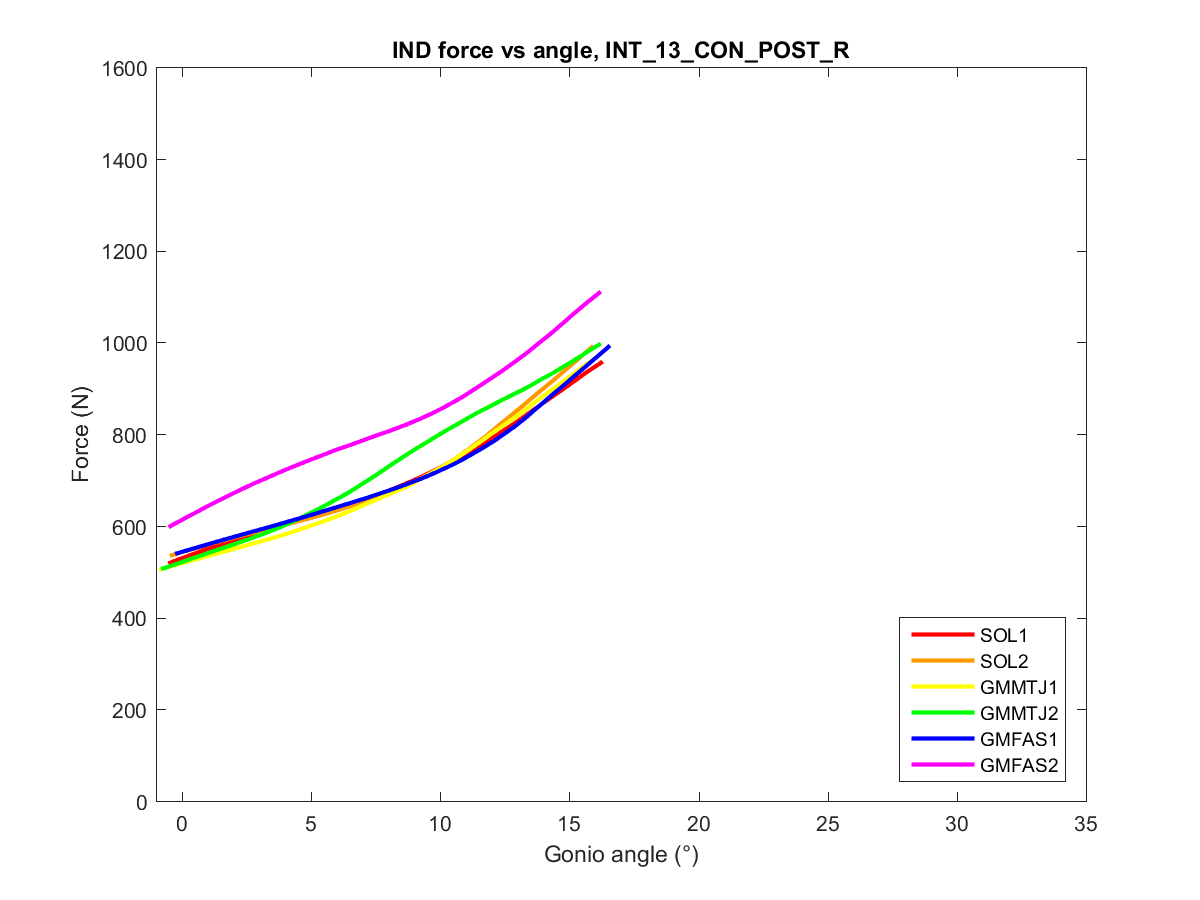 IND force vs angle, INT_13_CON_POST_R
1600
1400
1200
1000
800
600
400
200
0
Force (N)
0 5 10 15 20 25 30 35
Gonio angle (°)
SOL1
SOL2
GMMTJ1
GMMTJ2
GMFAS1
GMFAS2